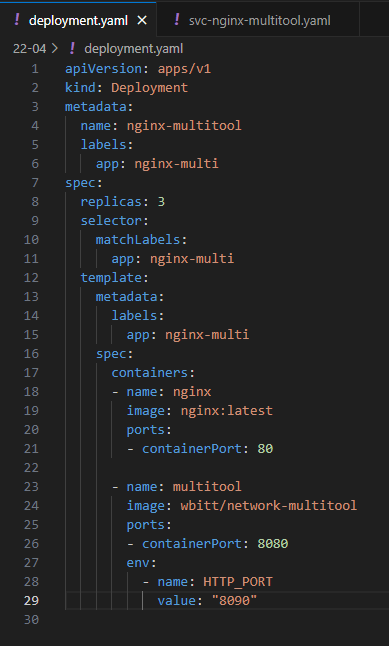 deployment.yaml
svc-nginx-multitool.yaml
22-04 > deployment.yaml
1 apiVersion: apps/v1
2 kind: Deployment
3 metadata:
4   name: nginx-multitool
5   labels:
6     app: nginx-multi
7 spec:
8   replicas: 3
9   selector:
10     matchLabels:
11       app: nginx-multi
12   template:
13     metadata:
14       labels:
15         app: nginx-multi
16     spec:
17       containers:
18       - name: nginx
19         image: nginx:latest
20         ports:
21         - containerPort: 80
22
23       - name: multitool
24         image: wbitt/network-multitool
25         ports:
26         - containerPort: 8080
27         env:
28           - name: HTTP_PORT
29             value: "8090"
30